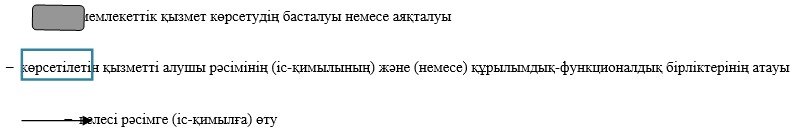 мемлекеттік қызмет көрсетудің басталуы немесе аяқталуы
– көрсетілетін қызметті алушы рәсімінің (іс-қимылының) және (немесе) құрылымдық-функционалдық бірліктерінің атауы
– келесі рәсімге (іс-қимылға) өту